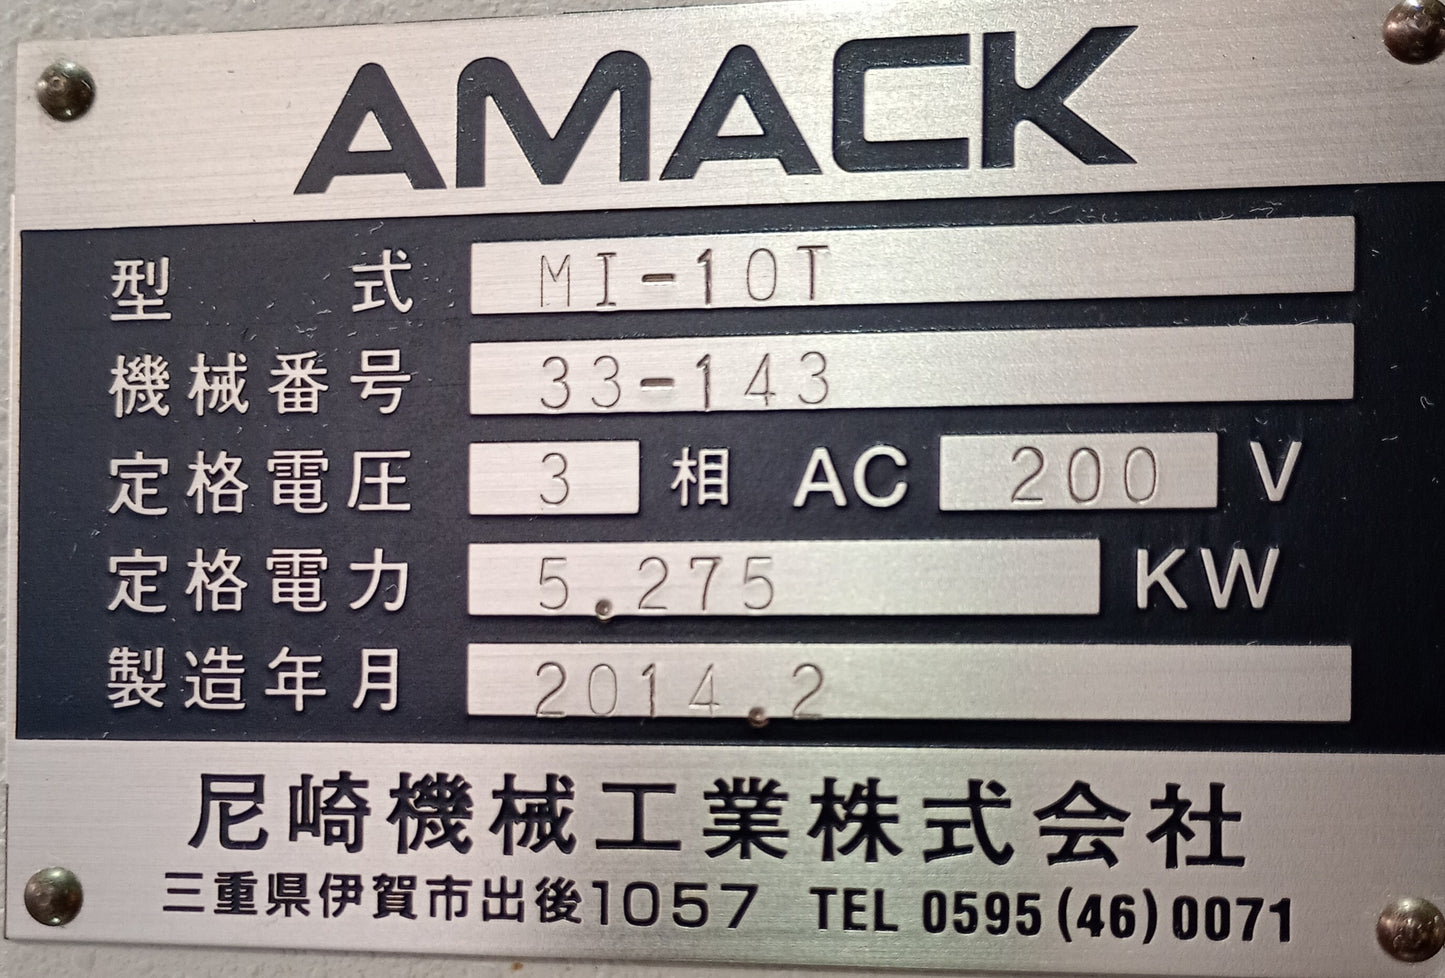 AMACK
型式 MI-10T
機械番号 33-143
定格電圧 3 相 AC 200 V
定格電力 5.275 KW
製造年月 2014.2
尼崎機械工業株式会社
三重県伊賀市出後1057 TEL 0595(46)0071